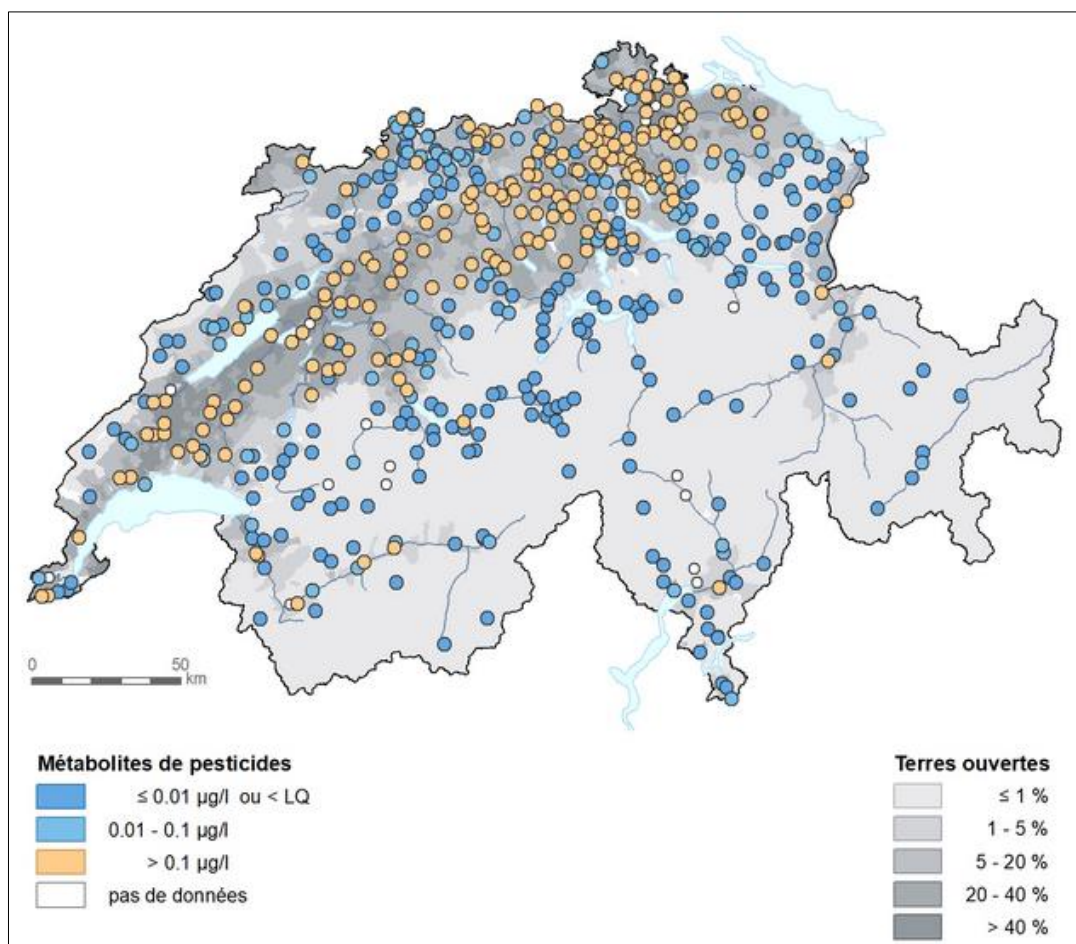 0 50
km
Métabolites de pesticides
≤ 0.01 µg/l ou < LQ
0.01 - 0.1 µg/l
> 0.1 µg/l
pas de données
Terres ouvertes
≤ 1 %
1 - 5 %
5 - 20 %
20 - 40 %
> 40 %